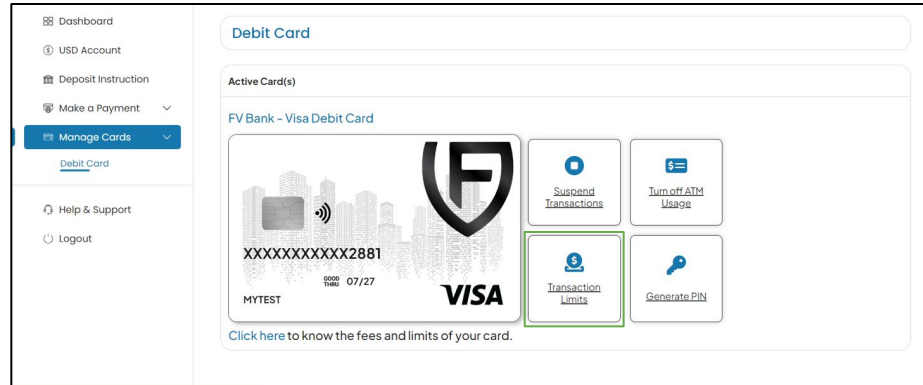 Dashboard
USD Account
Deposit Instruction
Make a Payment
Manage Cards
Debit Card
Help & Support
Logout
Debit Card
Active Card(s)
FV Bank - Visa Debit Card
XXXXXXXXXXXX2881
GOOD
THRU 07/27
MYTEST
VISA
Suspend
Transactions
Turn off ATM
Usage
Transaction
Limits
Generate PIN
Click here to know the fees and limits of your card.